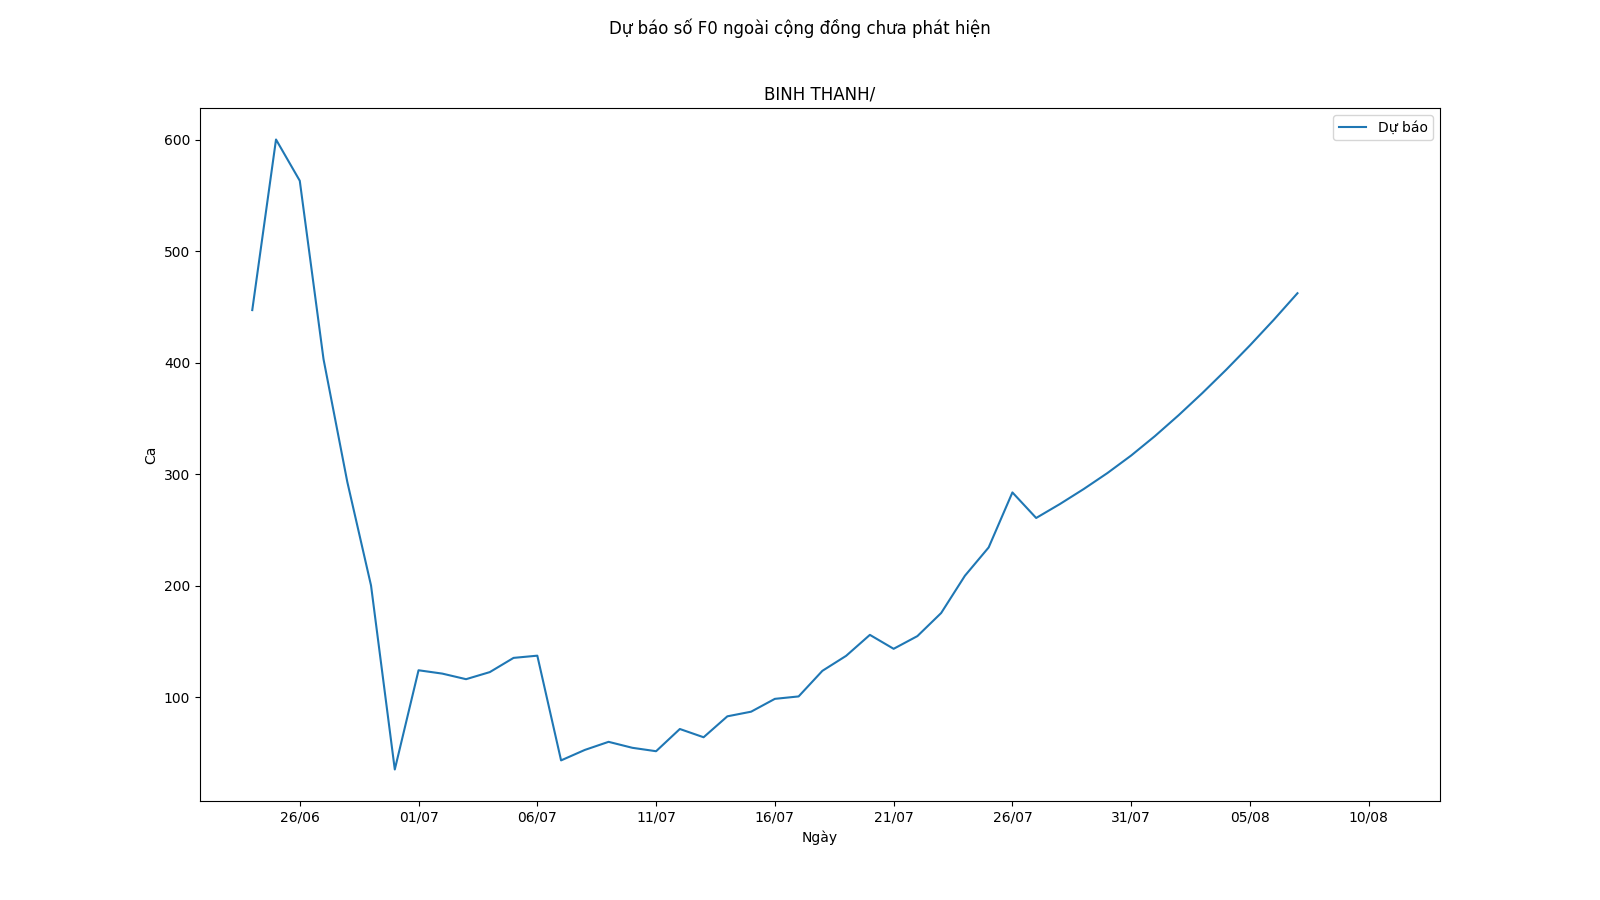 Dự báo số F0 ngoài cộng đồng chưa phát hiện
BINH THANH/
Dự báo
600
500
400
300
200
100
Ca
26/06 01/07 06/07 11/07 16/07 21/07 26/07 31/07 05/08 10/08
Ngày